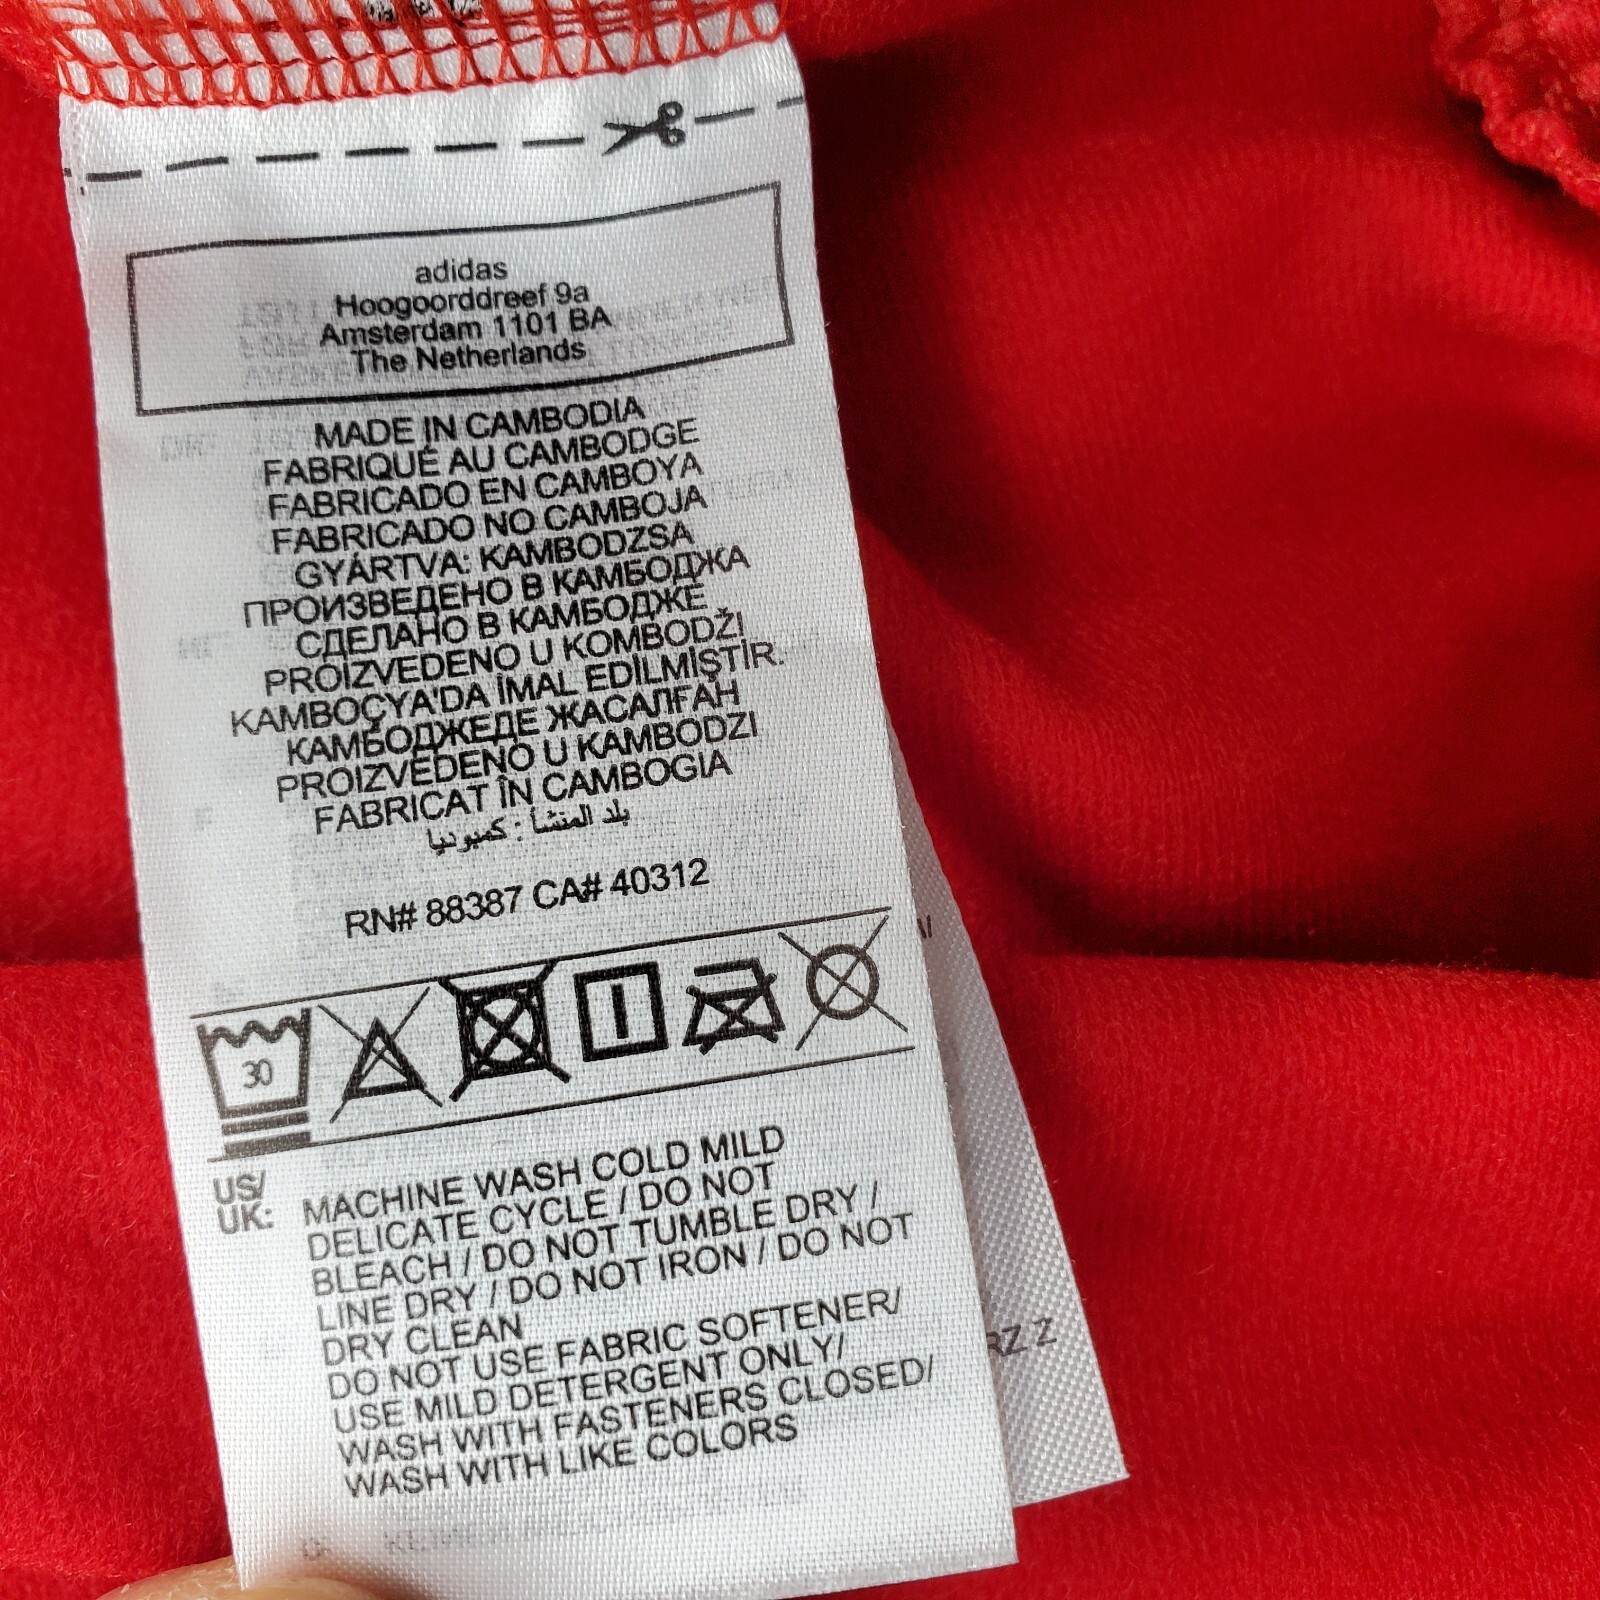 adidas
Hoogoorddreef 9a
Amsterdam 1101 BA
The Netherlands
MADE IN CAMBODIA
FABRIQUÉ AU CAMBODGE
FABRICADO EN CAMBOYA
FABRICADO NO CAMBOJA
GYÁRTVA: KAMBODZSA
ПРОИЗВЕДЕНО В КАМБОДЖА
СДЕЛАНО В КАМБОДЖЕ
PROIZVEDENO U KOMBODŽI
KAMBOÇYA'DA İMAL EDİLMİŞTİR.
КАМБОДЖЕДЕ ЖАСАЛҒАН
PROIZVEDENO U KAMBODZI
FABRICAT ÎN CAMBOGIA
بلد المنشأ : كمبوديا
RN# 88387 CA# 40312
30
US/
UK:
MACHINE WASH COLD MILD
DELICATE CYCLE / DO NOT
BLEACH / DO NOT TUMBLE DRY /
LINE DRY / DO NOT IRON / DO NOT
DRY CLEAN
DO NOT USE FABRIC SOFTENER/
USE MILD DETERGENT ONLY/
WASH WITH FASTENERS CLOSED/
WASH WITH LIKE COLORS